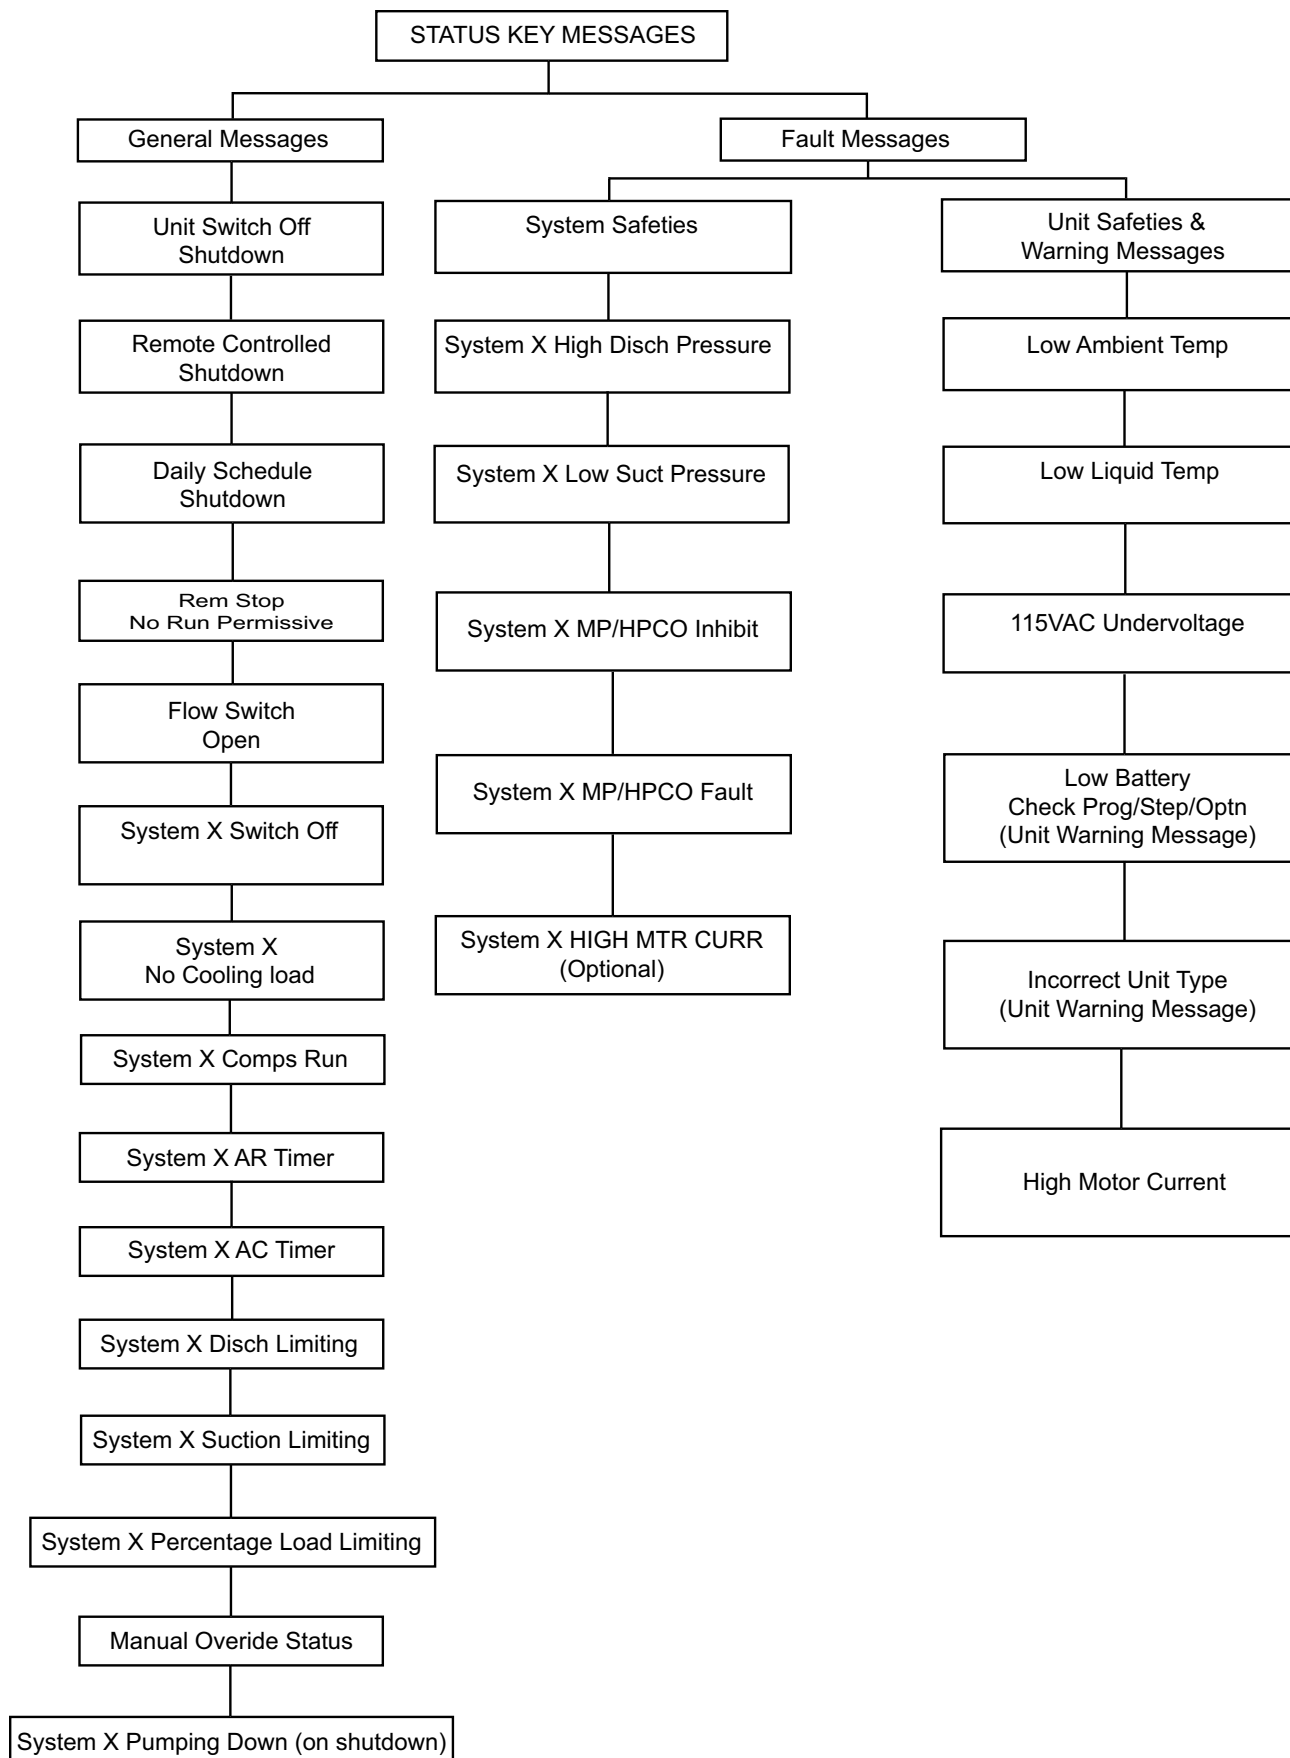 STATUS KEY MESSAGES
General Messages
Fault Messages
Unit Switch Off
Shutdown
Remote Controlled
Shutdown
Daily Schedule
Shutdown
Rem Stop
No Run Permissive
Flow Switch
Open
System X Switch Off
System X
No Cooling load
System X Comps Run
System X AR Timer
System X AC Timer
System X Disch Limiting
System X Suction Limiting
System X Percentage Load Limiting
Manual Overide Status
System X Pumping Down (on shutdown)
System Safeties
System X High Disch Pressure
System X Low Suct Pressure
System X MP/HPCO Inhibit
System X MP/HPCO Fault
System X HIGH MTR CURR
(Optional)
Unit Safeties &
Warning Messages
Low Ambient Temp
Low Liquid Temp
115VAC Undervoltage
Low Battery
Check Prog/Step/Optn
(Unit Warning Message)
Incorrect Unit Type
(Unit Warning Message)
High Motor Current